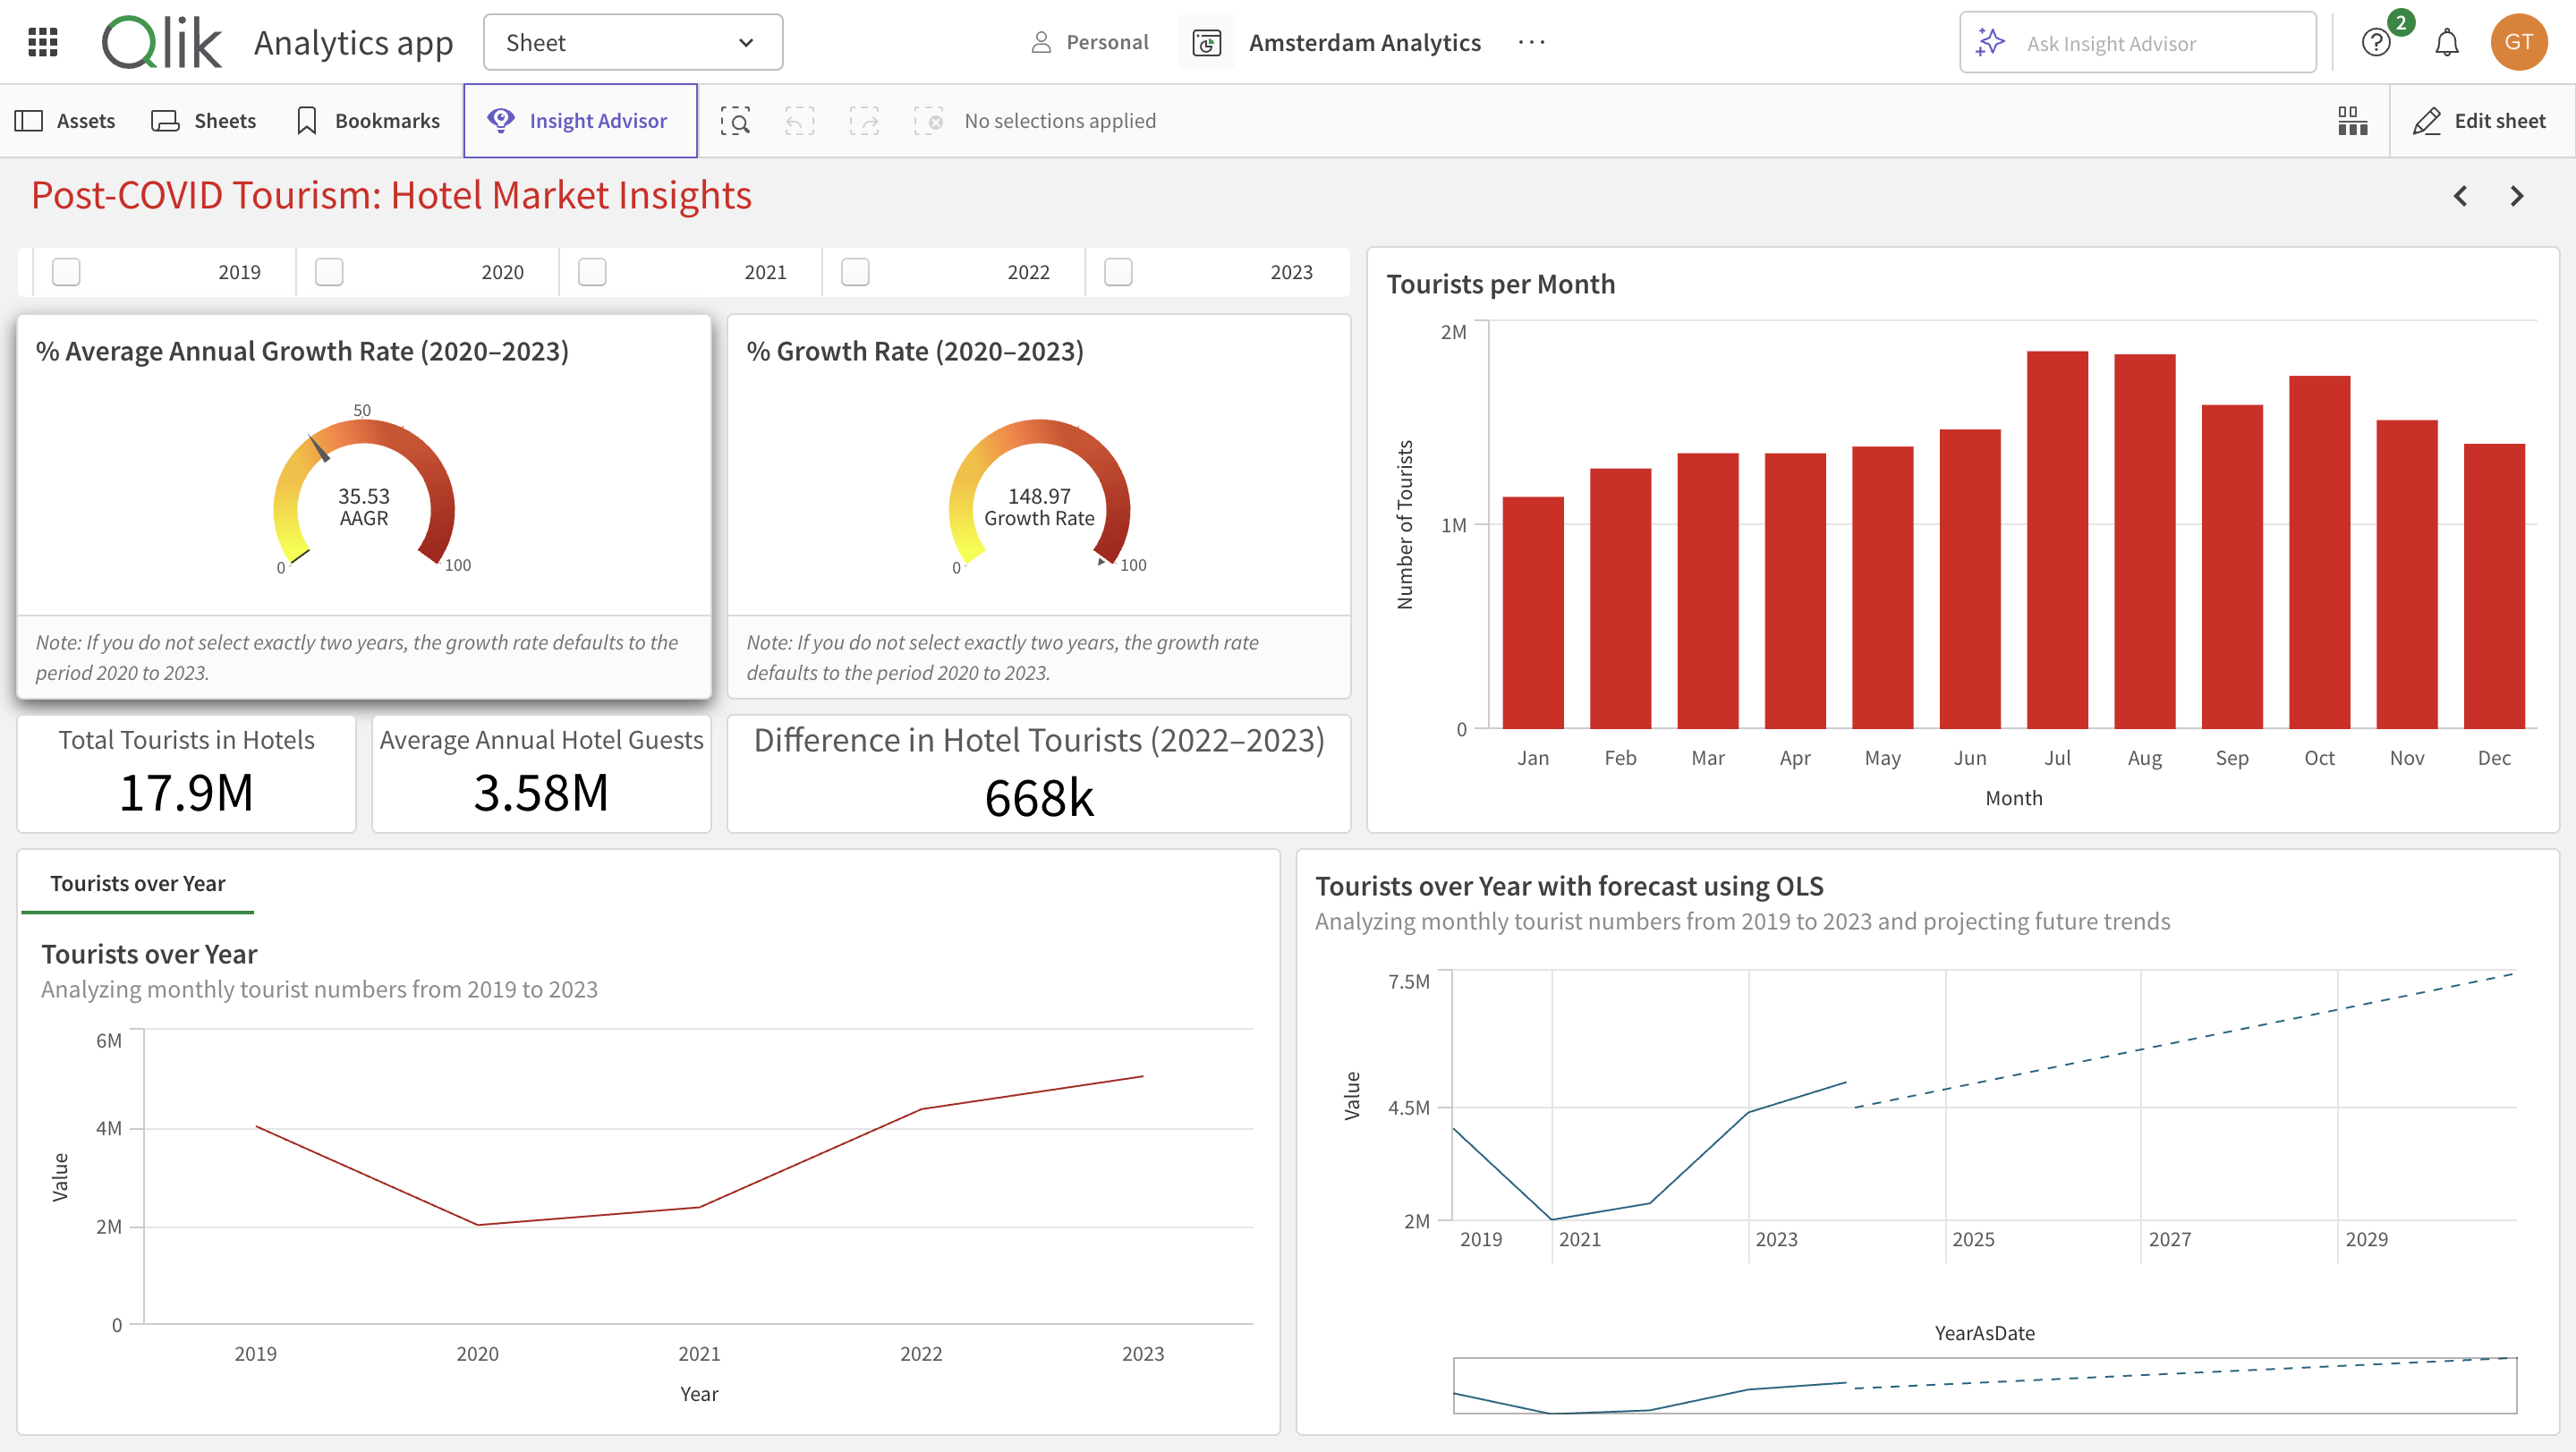 Qlik
Analytics app
Sheet
Personal
Amsterdam Analytics
Ask Insight Advisor
2
GT
Assets
Sheets
Bookmarks
Insight Advisor
No selections applied
Edit sheet
Post-COVID Tourism: Hotel Market Insights
2019
2020
2021
2022
2023
% Average Annual Growth Rate (2020–2023)
50
35.53
AAGR
0
100
Note: If you do not select exactly two years, the growth rate defaults to the
period 2020 to 2023.
% Growth Rate (2020–2023)
148.97
Growth Rate
0
100
Note: If you do not select exactly two years, the growth rate
defaults to the period 2020 to 2023.
Total Tourists in Hotels
17.9M
Average Annual Hotel Guests
3.58M
Difference in Hotel Tourists (2022–2023)
668k
Tourists per Month
2M
1M
0
Number of Tourists
Jan
Feb
Mar
Apr
May
Jun
Jul
Aug
Sep
Oct
Nov
Dec
Month
Tourists over Year
Tourists over Year
Analyzing monthly tourist numbers from 2019 to 2023
6M
4M
2M
0
Value
2019
2020
2021
2022
2023
Year
Tourists over Year with forecast using OLS
Analyzing monthly tourist numbers from 2019 to 2023 and projecting future trends
7.5M
4.5M
2M
Value
2019
2021
2023
2025
2027
2029
YearAsDate